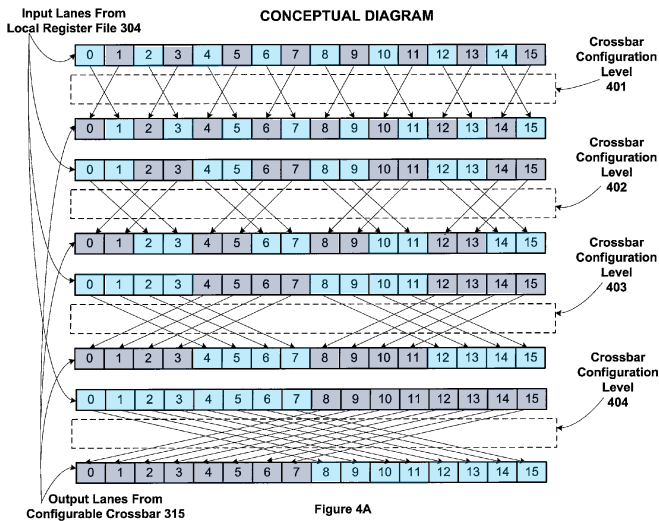 Input Lanes From
Local Register File 304
CONCEPTUAL DIAGRAM
0 1 2 3 4 5 6 7 8 9 10 11 12 13 14 15
Crossbar
Configuration
Level
401
0 1 2 3 4 5 6 7 8 9 10 11 12 13 14 15
0 1 2 3 4 5 6 7 8 9 10 11 12 13 14 15
Crossbar
Configuration
Level
402
0 1 2 3 4 5 6 7 8 9 10 11 12 13 14 15
0 1 2 3 4 5 6 7 8 9 10 11 12 13 14 15
Crossbar
Configuration
Level
403
0 1 2 3 4 5 6 7 8 9 10 11 12 13 14 15
0 1 2 3 4 5 6 7 8 9 10 11 12 13 14 15
Crossbar
Configuration
Level
404
0 1 2 3 4 5 6 7 8 9 10 11 12 13 14 15
Output Lanes From
Configurable Crossbar 315
Figure 4A